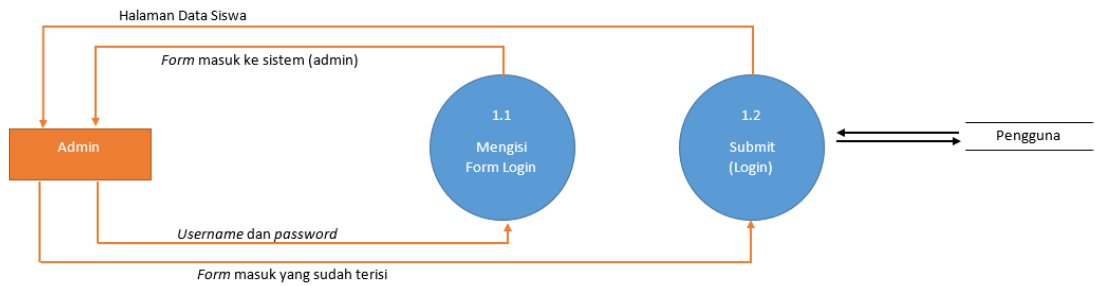 Halaman Data Siswa
Form masuk ke sistem (admin)
1.1
Mengisi
Form Login
1.2
Submit
(Login)
Pengguna
Admin
Username dan password
Form masuk yang sudah terisi